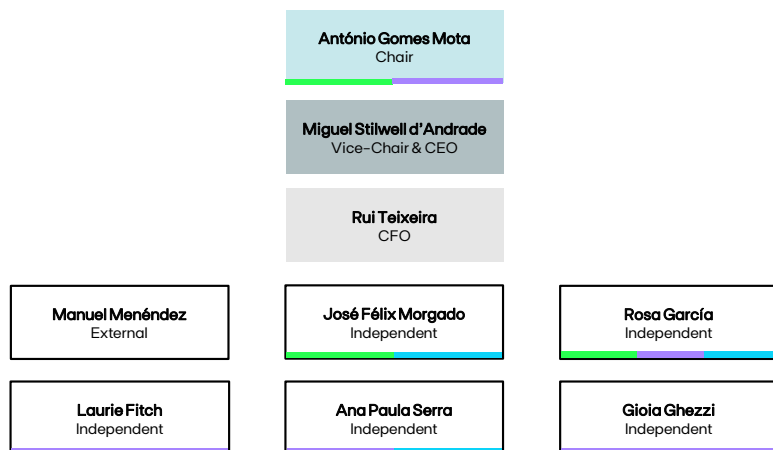 António Gomes Mota
Chair
Miguel Stilwell d'Andrade
Vice-Chair & CEO
Rui Teixeira
CFO
Manuel Menéndez
External
José Félix Morgado
Independent
Rosa García
Independent
Laurie Fitch
Independent
Ana Paula Serra
Independent
Gioia Ghezzi
Independent